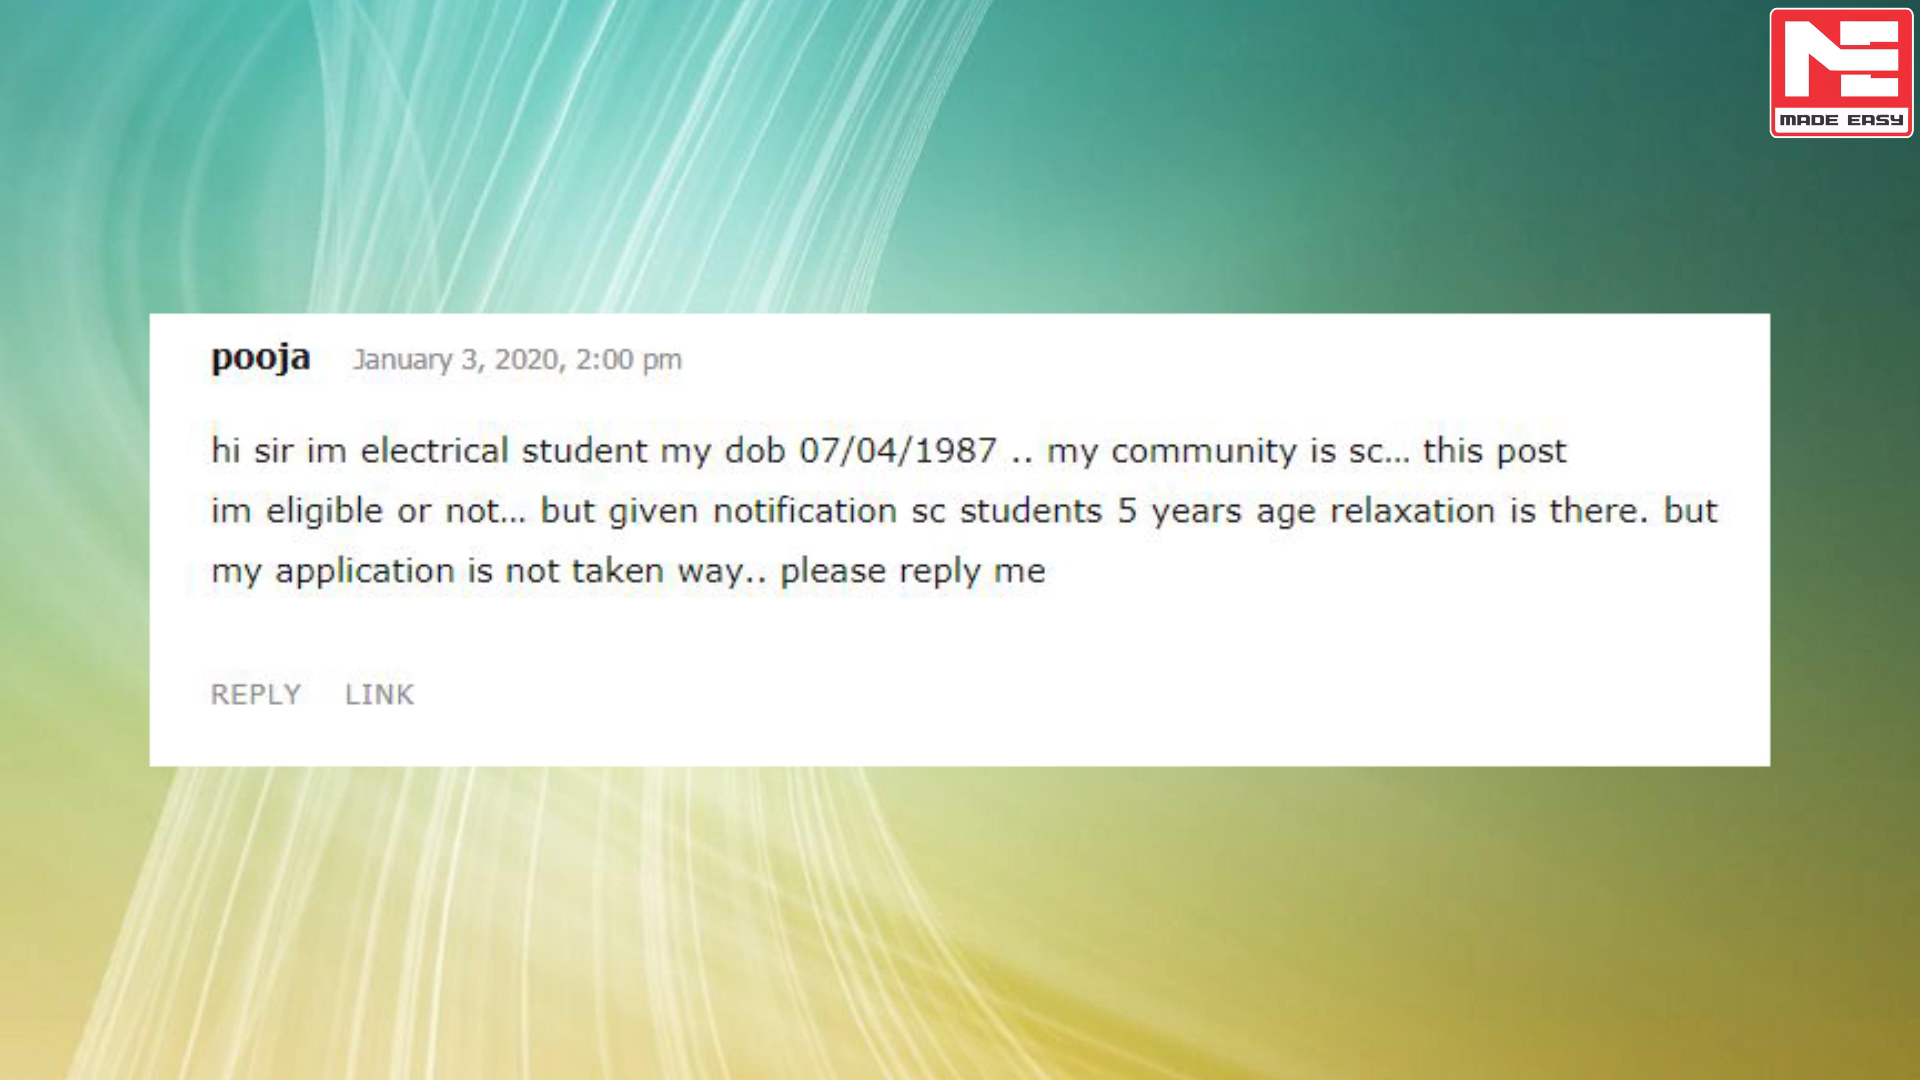 MADE EASY
pooja January 3, 2020, 2:00 pm
hi sir im electrical student my dob 07/04/1987 .. my community is sc... this post
im eligible or not... but given notification sc students 5 years age relaxation is there. but
my application is not taken way.. please reply me
REPLY LINK